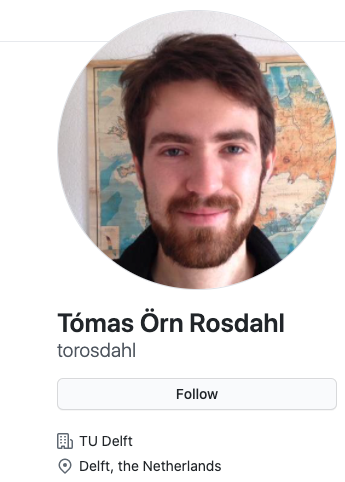 Tómas Örn Rosdahl
torosdahl
Follow
TU Delft
Delft, the Netherlands